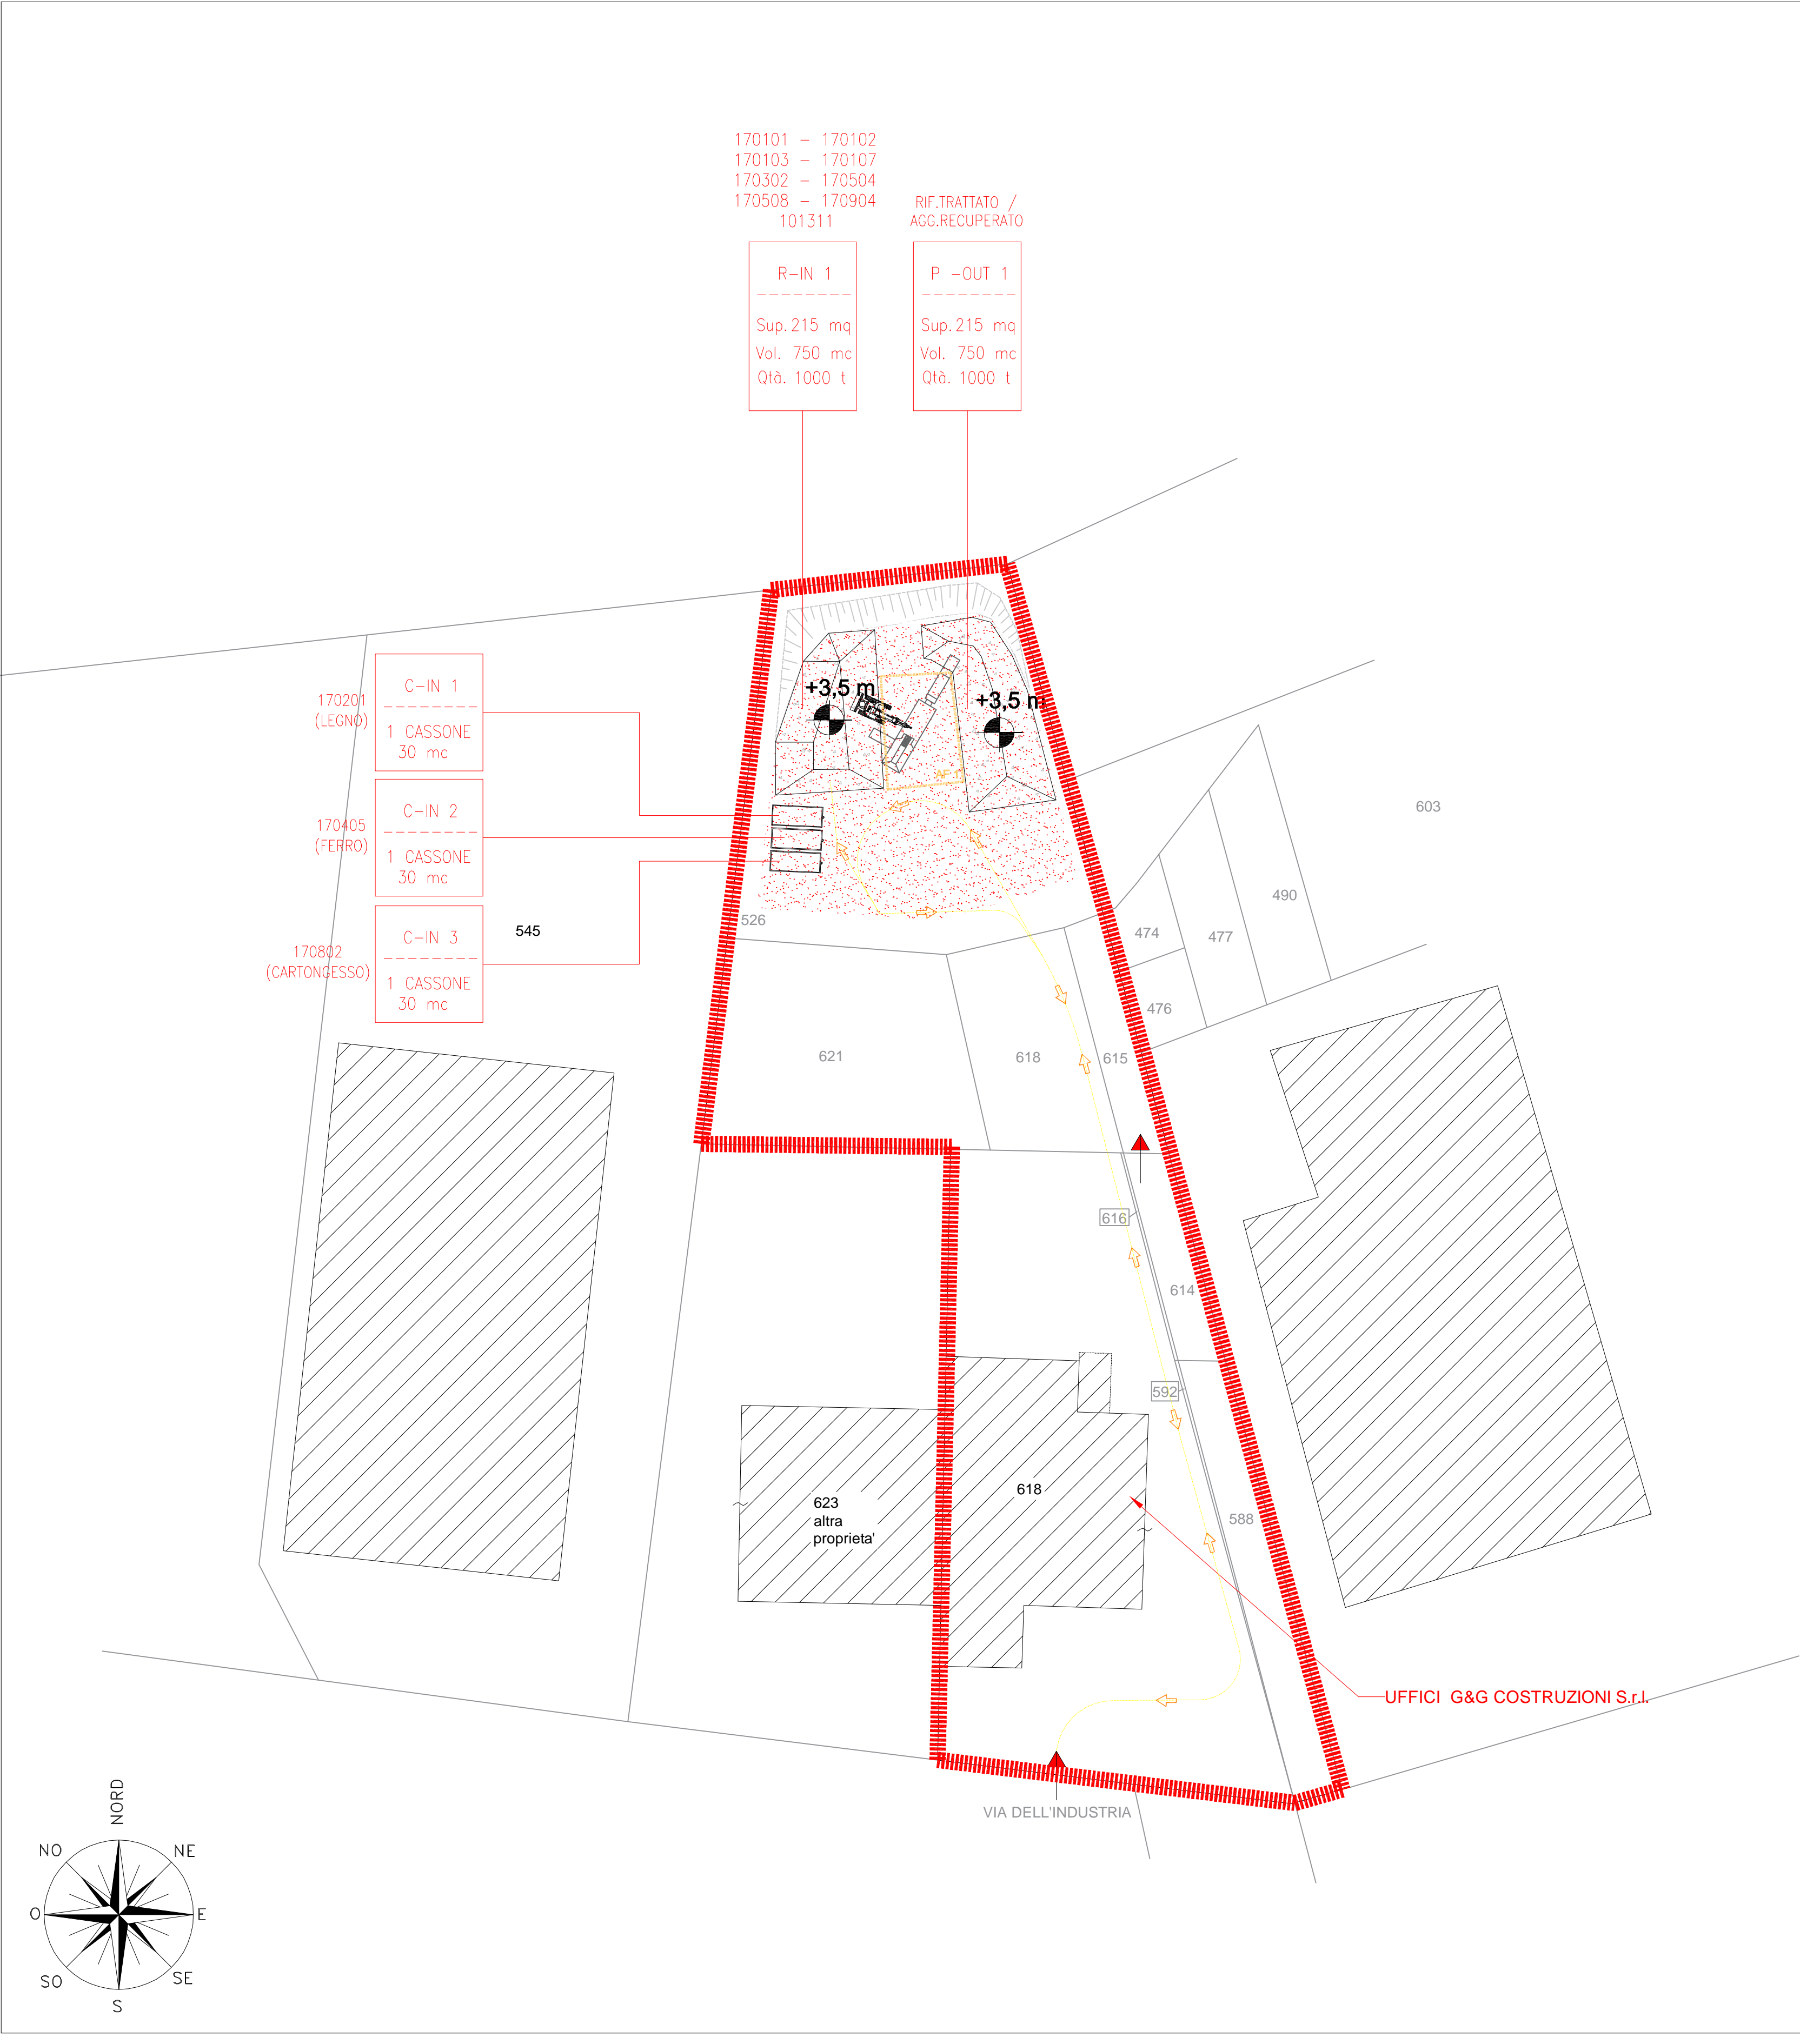 170101 - 170102
170103 - 170107
170302 - 170504
170508 - 170904
101311
RIF.TRATTATO /
AGG.RECUPERATO
R-IN 1
Sup.215 mq
Vol. 750 mc
Qtà. 1000 t
P -OUT 1
Sup.215 mq
Vol. 750 mc
Qtà. 1000 t
170201
(LEGNO)
C-IN 1
1 CASSONE
30 mc
170405
(FERRO)
C-IN 2
1 CASSONE
30 mc
170802
(CARTONGESSO)
C-IN 3
1 CASSONE
30 mc
+3,5 m
+3,5 m
603
490
474
477
476
545
526
621
618
615
616
614
592
588
623
altra
proprieta'
618
UFFICI G&G COSTRUZIONI S.r.l.
VIA DELL'INDUSTRIA
NORD
NO
NE
O
E
SO
SE
S